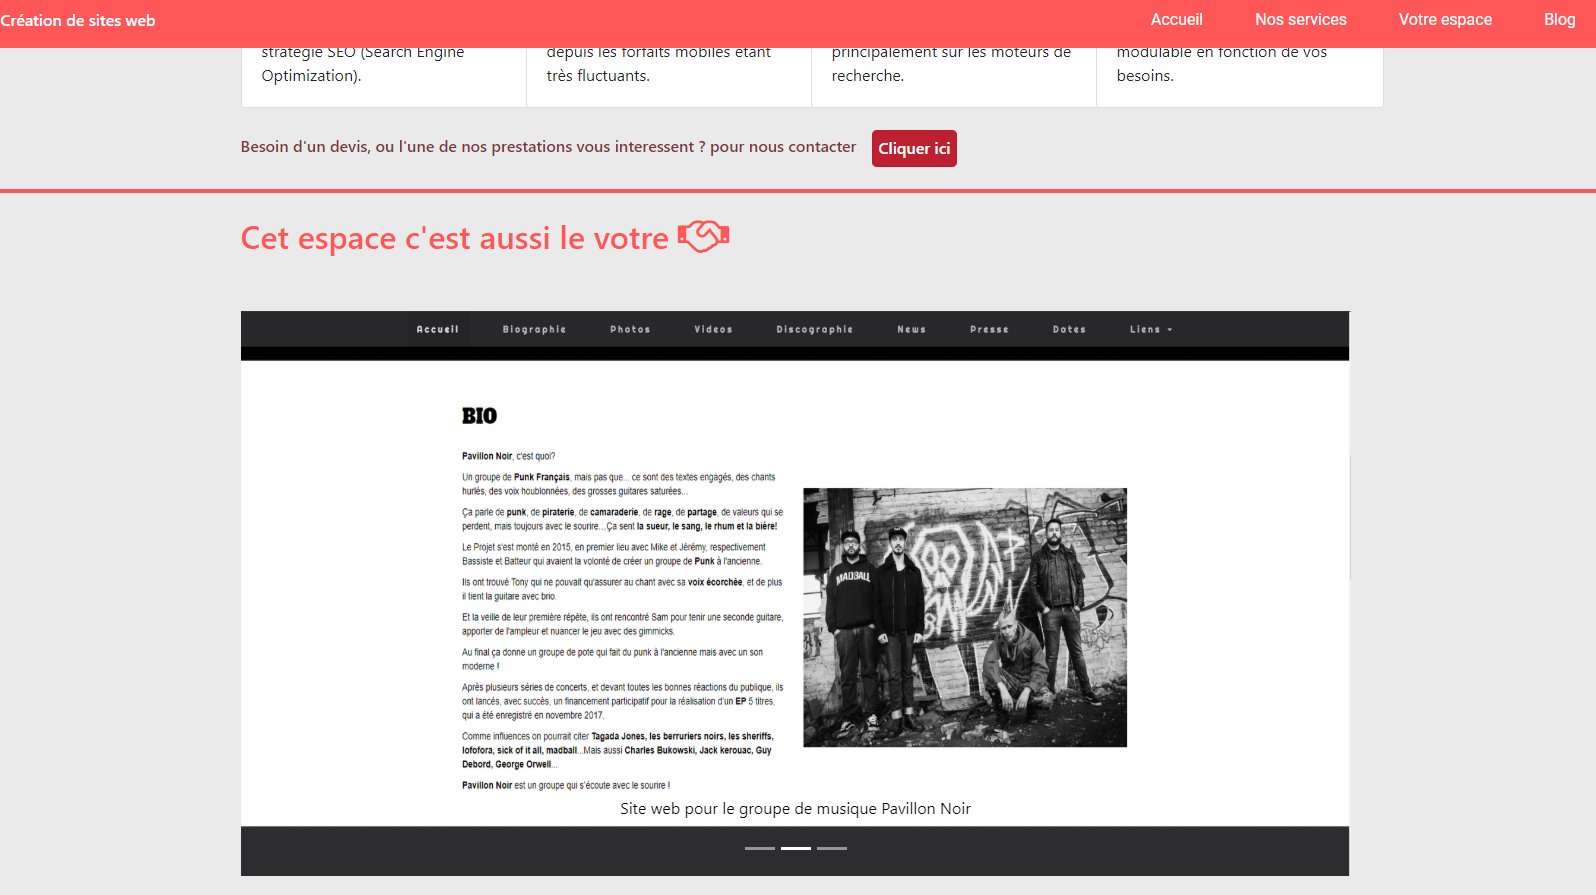 Création de sites web
Accueil
Nos services
Votre espace
Blog
stratégie SEO (Search Engine
Optimization).
depuis les forfaits mobiles étant
très fluctuants.
principalement sur les moteurs de
recherche.
modulable en fonction de vos
besoins.
Besoin d'un devis, ou l'une de nos prestations vous interessent ? pour nous contacter
Cliquer ici
Cet espace c'est aussi le votre
Accueil
Biographie
Photos
Videos
Discographie
News
Presse
Dates
Liens
BIO
Pavillon Noir, c'est quoi?
Un groupe de Punk Français, mais pas que... ce sont des textes engagés, des chants
hurlés, des voix houblonnées, des grosses guitares saturées...
Ça parle de punk, de piraterie, de camaraderie, de rage, de partage, de valeurs qui se
perdent, mais toujours avec le sourire...Ça sent la sueur, le sang, le rhum et la bière!
Le Projet s'est monté en 2015, en premier lieu avec Mike et Jérémy, respectivement
Bassiste et Batteur qui avaient la volonté de créer un groupe de Punk à l'ancienne.
Ils ont trouvé Tony qui ne pouvait qu'assurer au chant avec sa voix écorchée, et de plus
il tient la guitare avec brio.
Et la veille de leur première répète, ils ont rencontré Sam pour tenir une seconde guitare,
apporter de l'ampleur et nuancer le jeu avec des gimmicks.
Au final ça donne un groupe de pote qui fait du punk à l'ancienne mais avec un son
moderne !
Après plusieurs séries de concerts, et devant toutes les bonnes réactions du publique, ils
ont lancés, avec succès, un financement participatif pour la réalisation d'un EP 5 titres,
qui a été enregistré en novembre 2017.
Comme influences on pourrait citer Tagada Jones, les berruriers noirs, les sheriffs,
lofofora, sick of it all, madball...Mais aussi Charles Bukowski, Jack kerouac, Guy
Debord, George Orwell...
Pavillon Noir est un groupe qui s'écoute avec le sourire !
MADBALL
Site web pour le groupe de musique Pavillon Noir